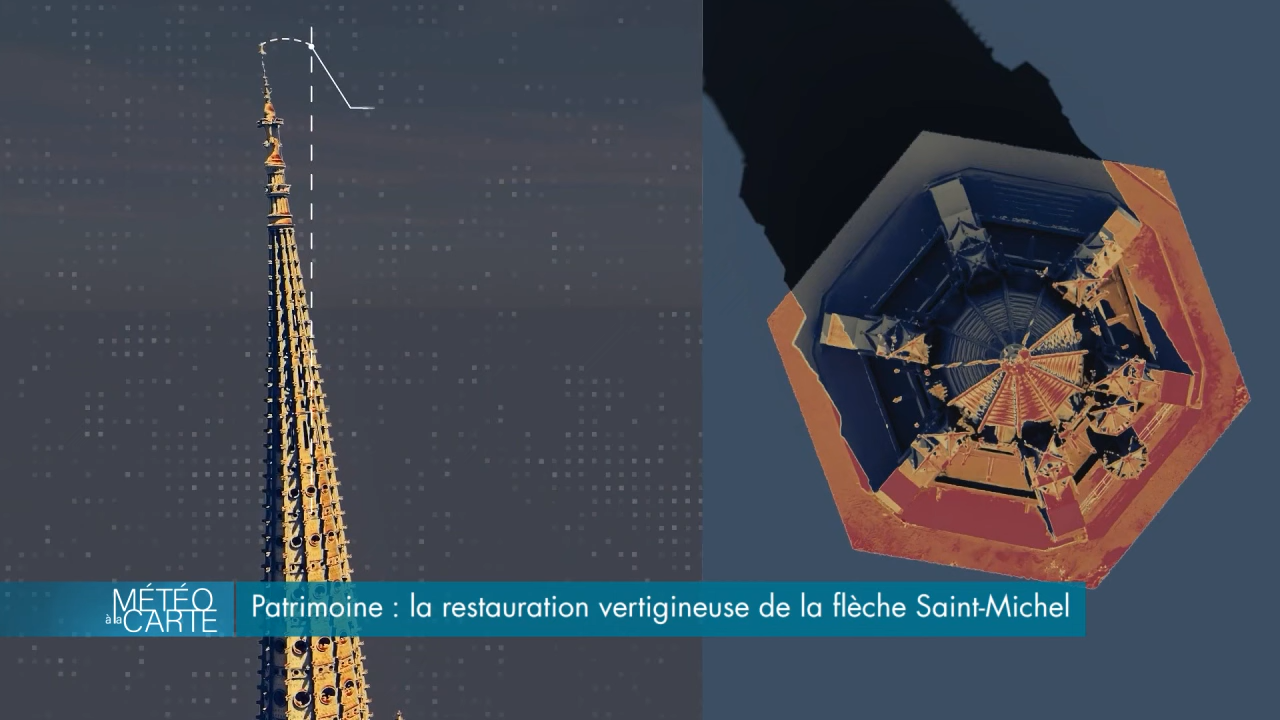 MÉTÉO
à la CARTE
Patrimoine : la restauration vertigineuse de la flèche Saint-Michel